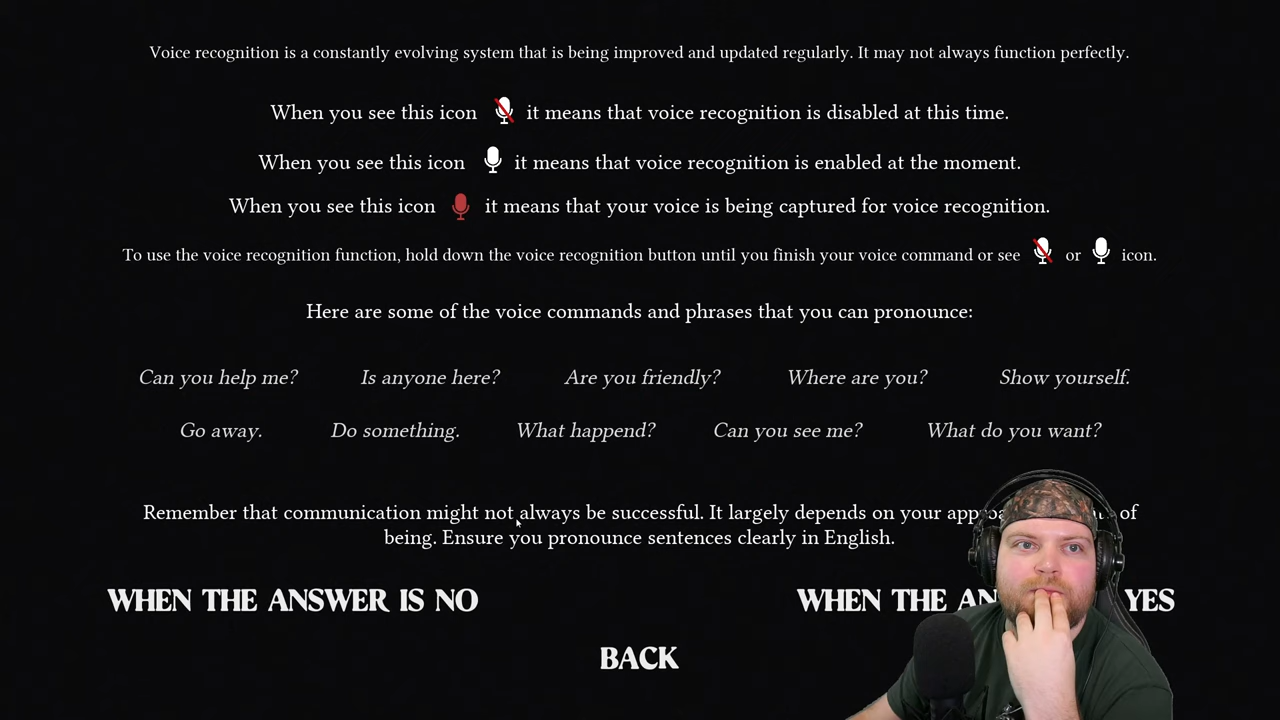 Voice recognition is a constantly evolving system that is being improved and updated regularly. It may not always function perfectly.
When you see this icon it means that voice recognition is disabled at this time.
When you see this icon it means that voice recognition is enabled at the moment.
When you see this icon it means that your voice is being captured for voice recognition.
To use the voice recognition function, hold down the voice recognition button until you finish your voice command or see or icon.
Here are some of the voice commands and phrases that you can pronounce:
Can you help me? Is anyone here? Are you friendly? Where are you? Show yourself.
Go away. Do something. What happend? Can you see me? What do you want?
Remember that communication might not always be successful. It largely depends on your of
being. Ensure you pronounce sentences clearly in English.
WHEN THE ANSWER IS NO WHEN THE YES
BACK